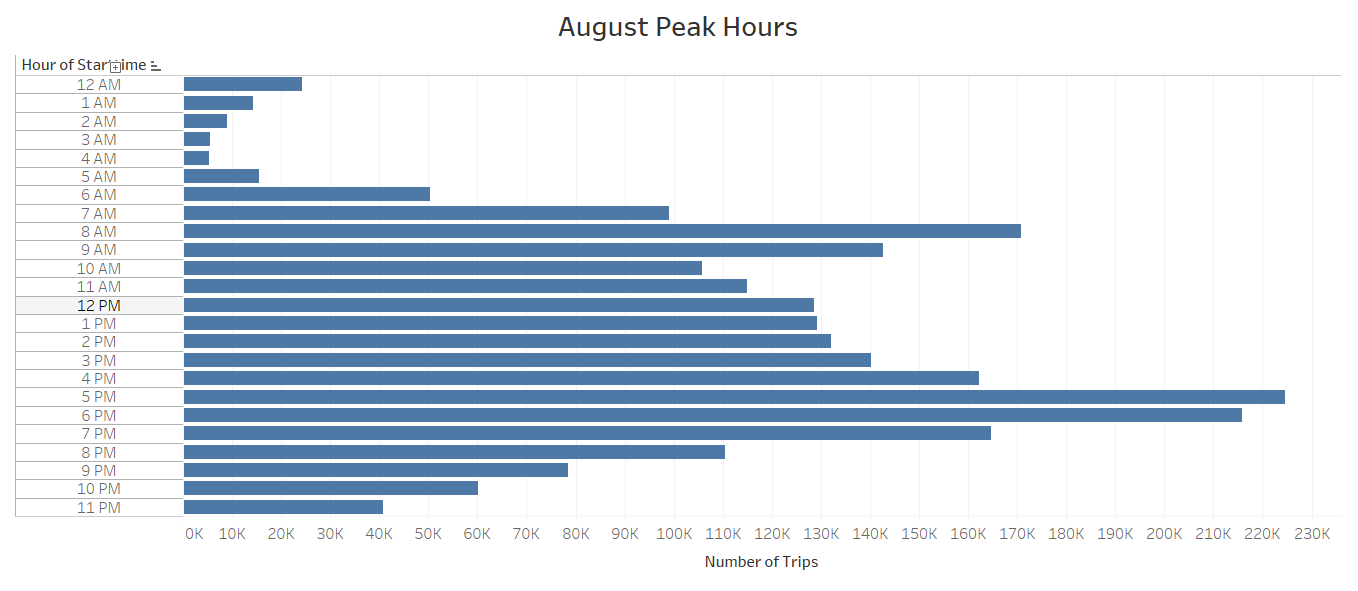 August Peak Hours
Hour of Starttime
12 AM
1 AM
2 AM
3 AM
4 AM
5 AM
6 AM
7 AM
8 AM
9 AM
10 AM
11 AM
12 PM
1 PM
2 PM
3 PM
4 PM
5 PM
6 PM
7 PM
8 PM
9 PM
10 PM
11 PM
0K 10K 20K 30K 40K 50K 60K 70K 80K 90K 100K 110K 120K 130K 140K 150K 160K 170K 180K 190K 200K 210K 220K 230K
Number of Trips